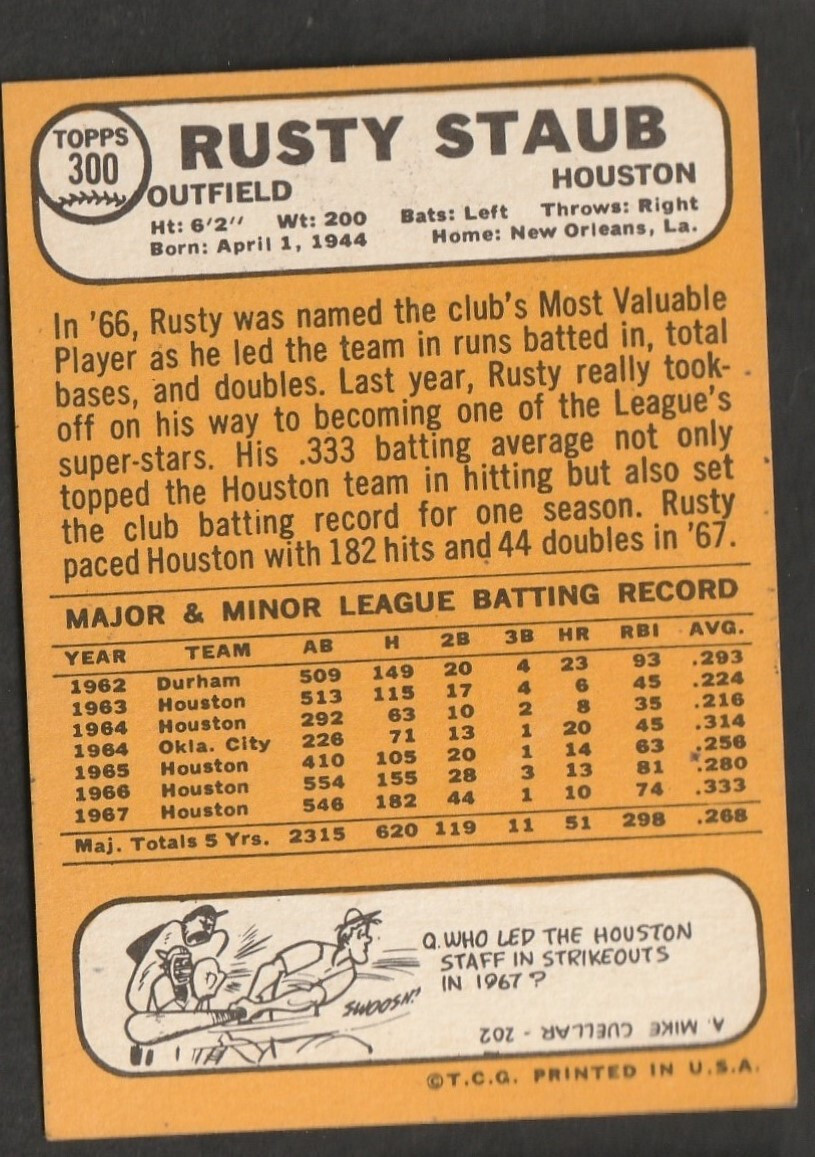 TOPPS
300
RUSTY STAUB
OUTFIELD HOUSTON
Ht: 6'2" Wt: 200 Bats: Left Throws: Right
Born: April 1, 1944 Home: New Orleans, La.
In '66, Rusty was named the club's Most Valuable
Player as he led the team in runs batted in, total
bases, and doubles. Last year, Rusty really took-
off on his way to becoming one of the League's
super-stars. His .333 batting average not only
topped the Houston team in hitting but also set
the club batting record for one season. Rusty
paced Houston with 182 hits and 44 doubles in '67.
MAJOR & MINOR LEAGUE BATTING RECORD
YEAR TEAM AB H 2B 3B HR RBI AVG.
1962 Durham 509 149 20 4 23 93 .293
1963 Houston 513 115 17 4 6 45 .224
1964 Houston 292 63 10 2 8 35 .216
1964 Okla. City 226 71 13 1 20 45 .314
1965 Houston 410 105 20 1 14 63 .256
1966 Houston 554 155 28 3 13 81 .280
1967 Houston 546 182 44 1 10 74 .333
Maj. Totals 5 Yrs. 2315 620 119 11 51 298 .268
Q. WHO LED THE HOUSTON
STAFF IN STRIKEOUTS
IN 1967?
SWOOSH!!
A. MIKE CUELLAR - 202
©T.C.G. PRINTED IN U.S.A.